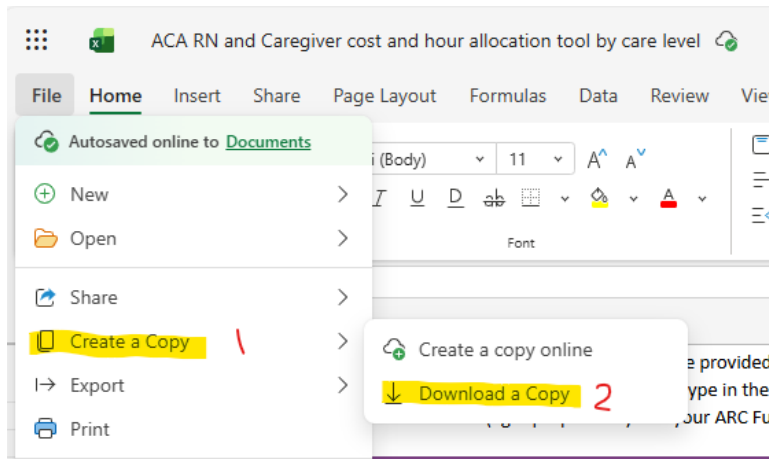 ACA RN and Caregiver cost and hour allocation tool by care level
File Home Insert Share Page Layout Formulas Data Review Vie
Autosaved online to Documents
i (Body) 11 A^ A˅
New
I U D ab A
Open
Font
Share
Create a Copy 1
Create a copy online
e provided
Download a Copy 2
ype in the
Export
our ARC Fu
Print